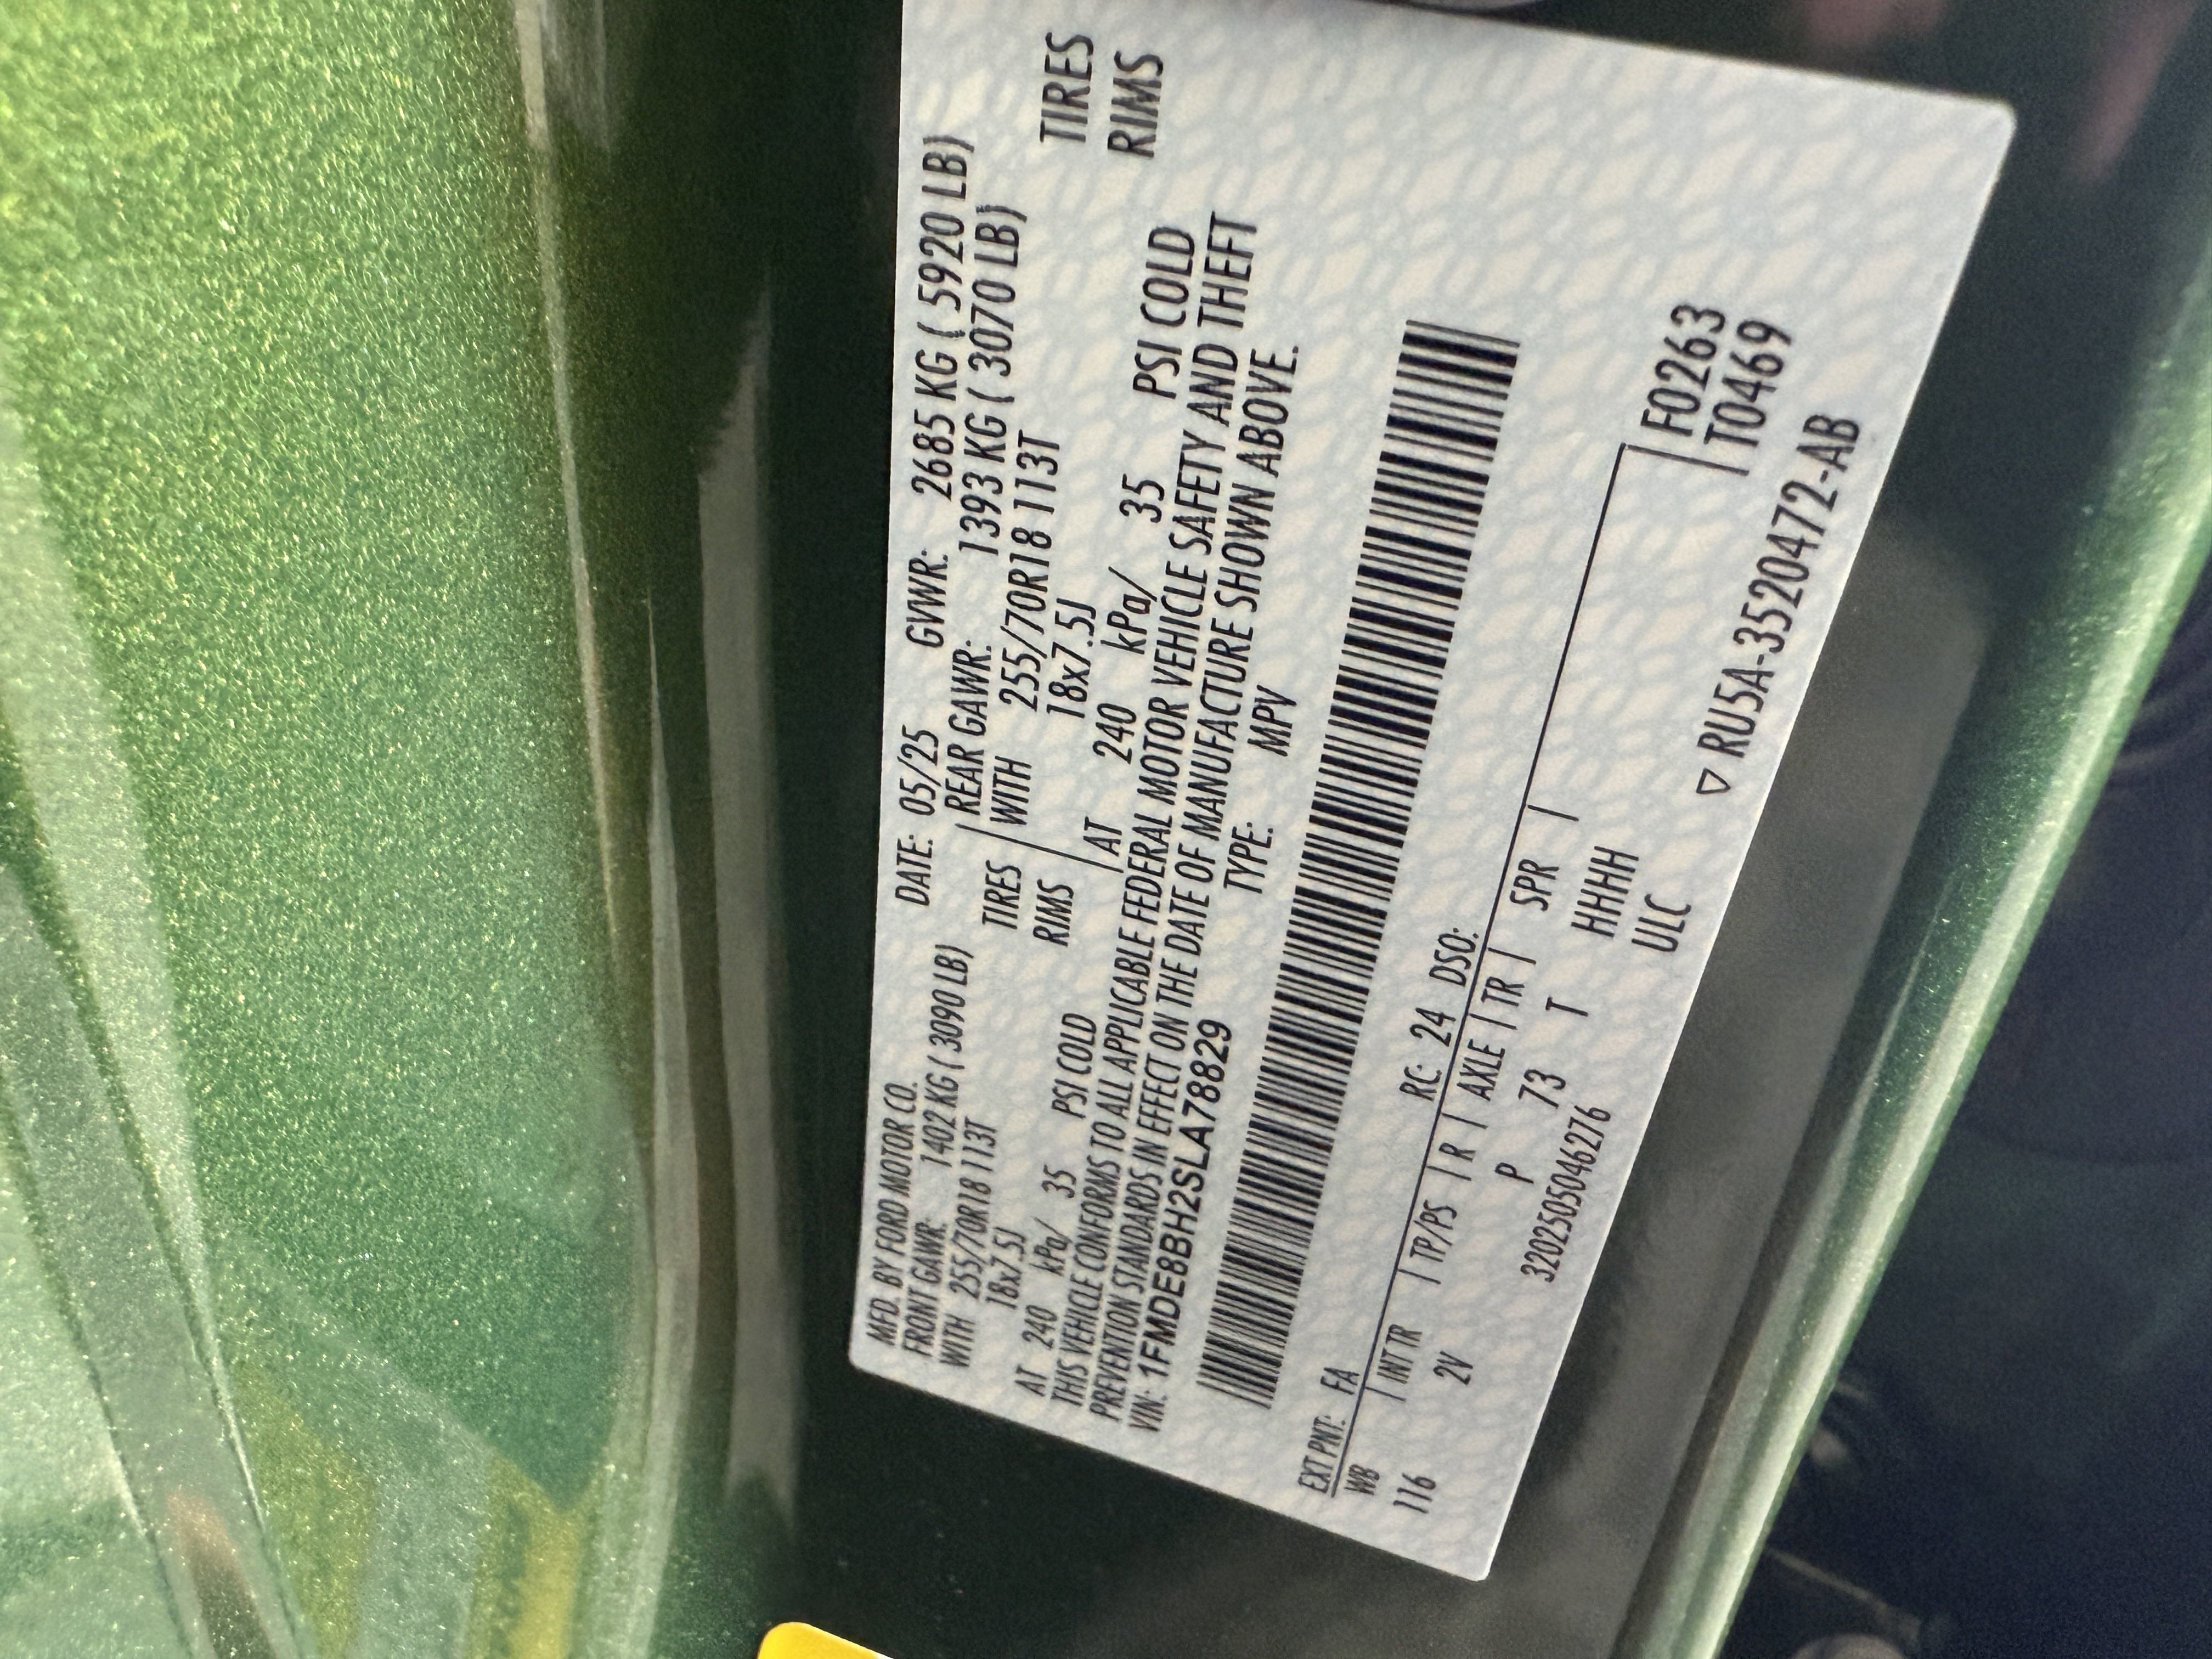 MFD. BY FORD MOTOR CO. DATE: 05/25 GVWR: 2685 KG ( 5920 LB)
FRONT GAWR: 1402 KG ( 3090 LB) REAR GAWR: 1393 KG ( 3070 LB)
WITH 255/70R18 113T TIRES WITH 255/70R18 113T TIRES
18x7.5J RIMS 18x7.5J RIMS
AT 240 kPa/ 35 PSI COLD AT 240 kPa/ 35 PSI COLD
THIS VEHICLE CONFORMS TO ALL APPLICABLE FEDERAL MOTOR VEHICLE SAFETY AND THEFT
PREVENTION STANDARDS IN EFFECT ON THE DATE OF MANUFACTURE SHOWN ABOVE.
VIN: 1FMDE8BH2SLA78829 TYPE: MPV
EXT PNT: FA RC: 24 DSO:
WB INT TR TP/PS R AXLE TR SPR F0263
116 2V P 73 T HHHH T0469
3202505046276 ULC
▽ RU5A-3520472-AB